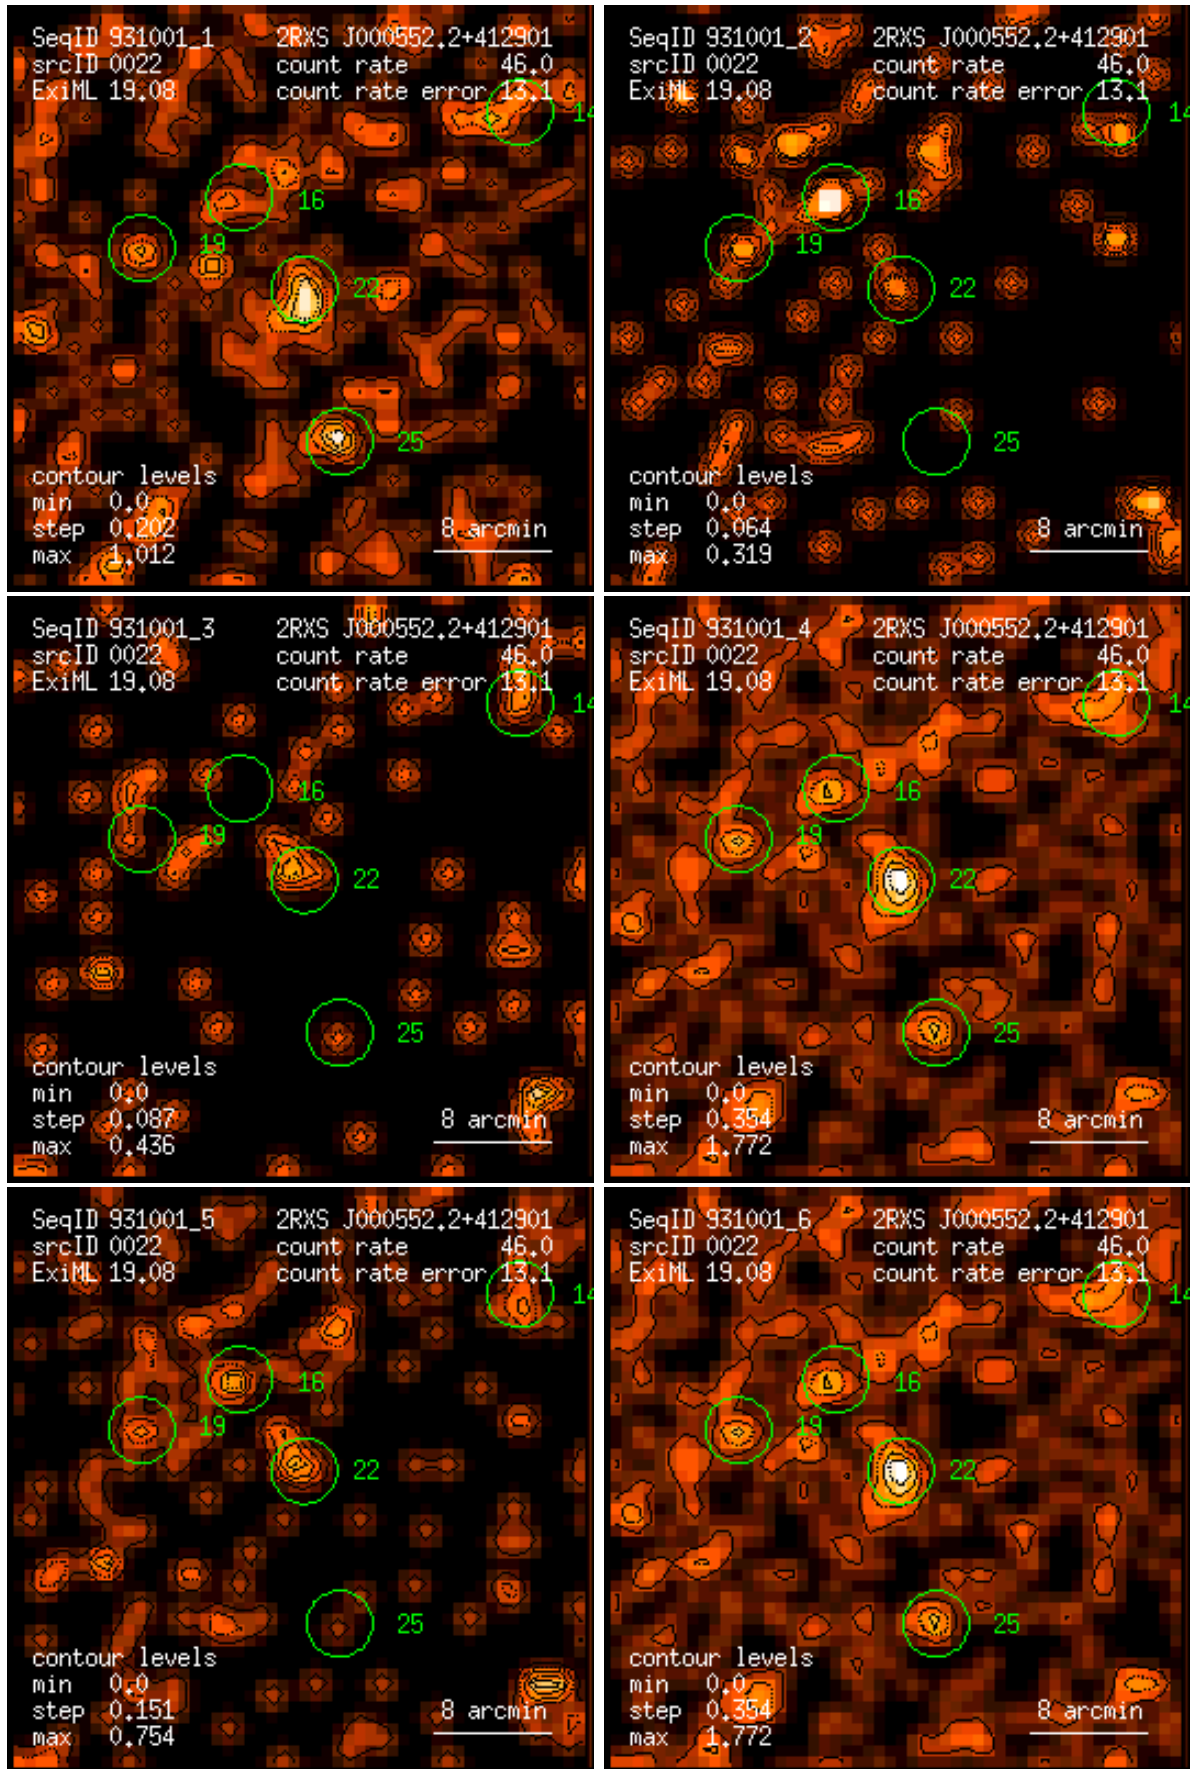 SeqID 931001_1 2RXS J000552.2+412901
srcID 0022 count rate 46.0
ExiML 19.08 count rate error 13.1
14
16
19
22
25
contour levels
min 0.0
step 0.202 8 arcmin
max 1.012
SeqID 931001_2 2RXS J000552.2+412901
srcID 0022 count rate 46.0
ExiML 19.08 count rate error 13.1
14
16
19
22
25
contour levels
min 0.0
step 0.064 8 arcmin
max 0.319
SeqID 931001_3 2RXS J000552.2+412901
srcID 0022 count rate 46.0
ExiML 19.08 count rate error 13.1
14
16
19
22
25
contour levels
min 0.0
step 0.087 8 arcmin
max 0.436
SeqID 931001_4 2RXS J000552.2+412901
srcID 0022 count rate 46.0
ExiML 19.08 count rate error 13.1
14
16
19
22
25
contour levels
min 0.0
step 0.354 8 arcmin
max 1.772
SeqID 931001_5 2RXS J000552.2+412901
srcID 0022 count rate 46.0
ExiML 19.08 count rate error 13.1
14
16
19
22
25
contour levels
min 0.0
step 0.151 8 arcmin
max 0.754
SeqID 931001_6 2RXS J000552.2+412901
srcID 0022 count rate 46.0
ExiML 19.08 count rate error 13.1
14
16
19
22
25
contour levels
min 0.0
step 0.354 8 arcmin
max 1.772